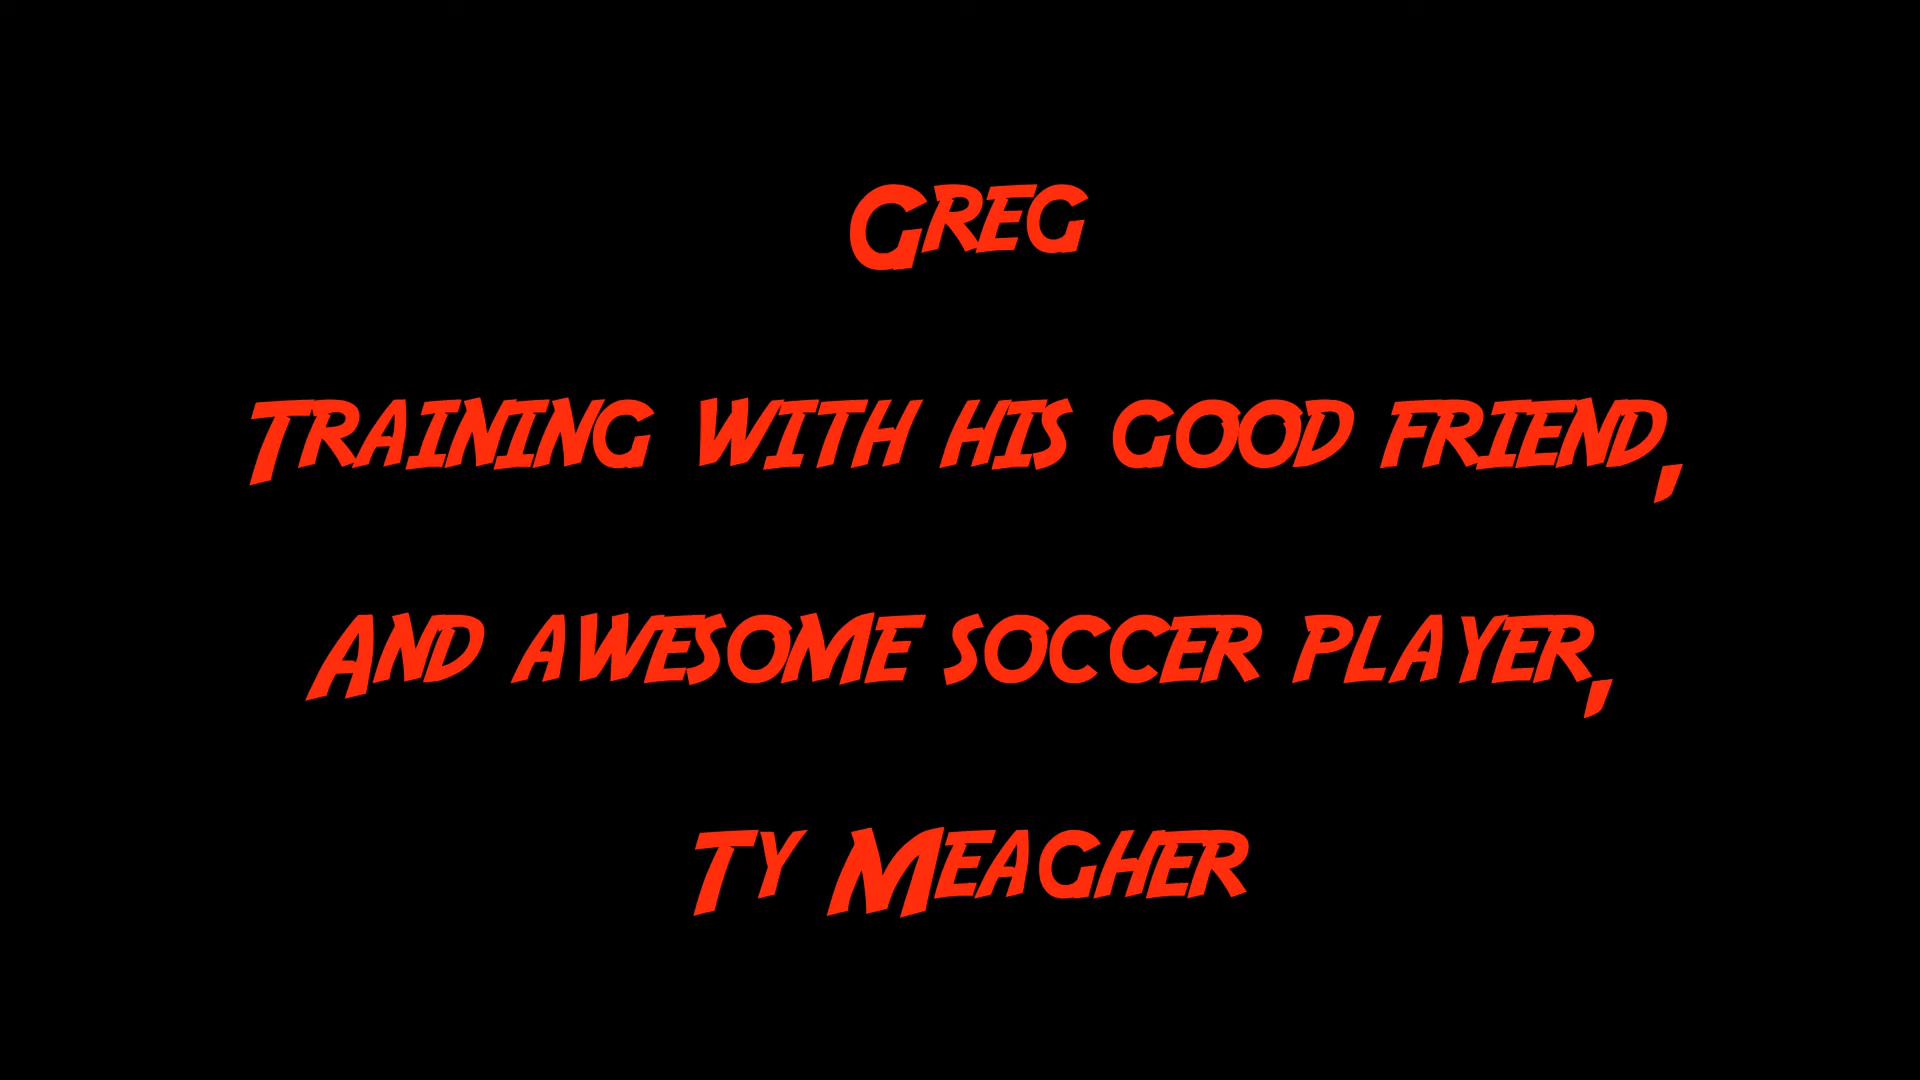 Greg
Training with his good friend,
And awesome soccer player,
Ty Meagher